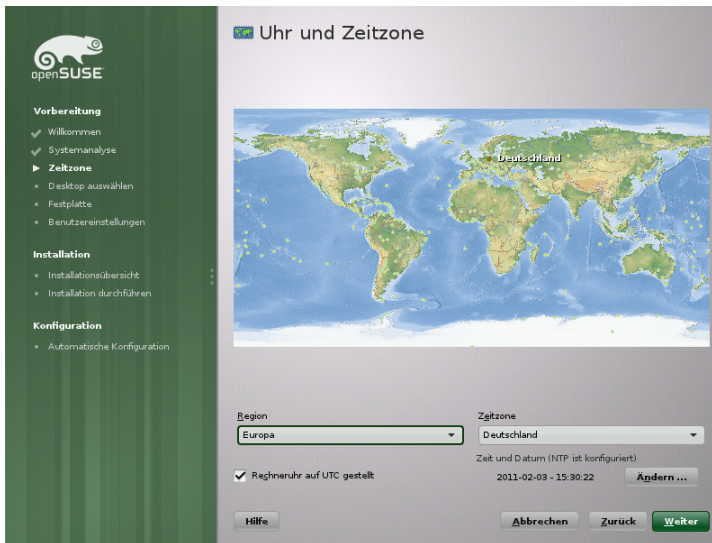 openSUSE
Uhr und Zeitzone
Vorbereitung
Willkommen
Systemanalyse
Zeitzone
Desktop auswählen
Festplatte
Benutzereinstellungen
Installation
Installationsübersicht
Installation durchführen
Konfiguration
Automatische Konfiguration
Deutschland
Region
Europa
Zeitzone
Deutschland
Rechneruhr auf UTC gestellt
Zeit und Datum (NTP ist konfiguriert)
2011-02-03 - 15:30:22
Ändern ...
Hilfe
Abbrechen
Zurück
Weiter